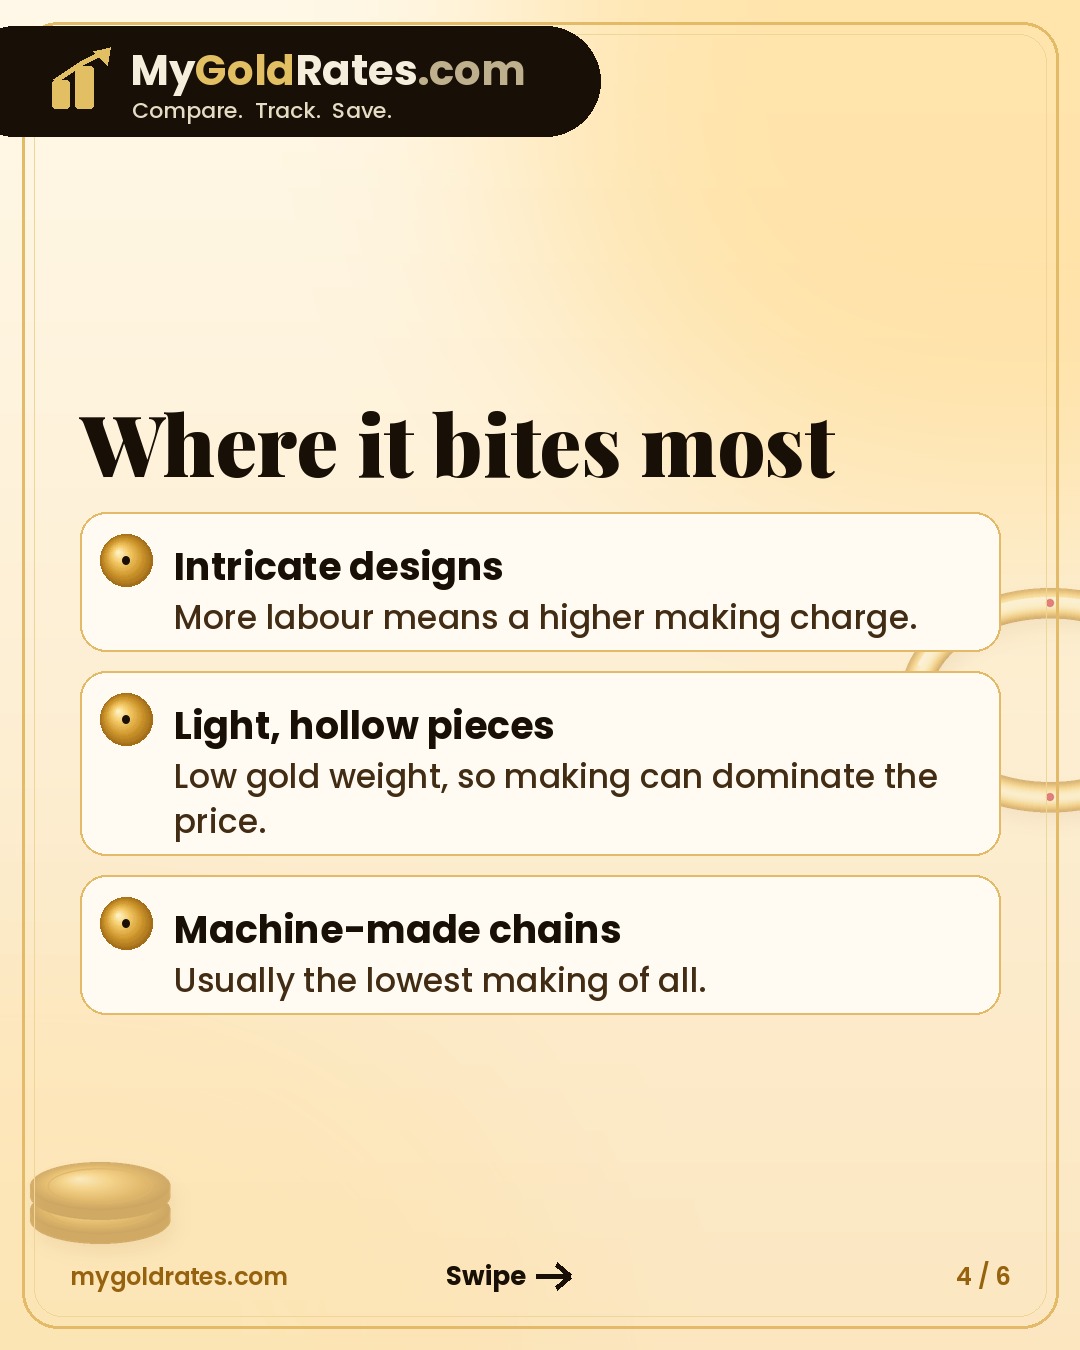 MyGoldRates.com
Compare. Track. Save.
Where it bites most
Intricate designs
More labour means a higher making charge.
Light, hollow pieces
Low gold weight, so making can dominate the
price.
Machine-made chains
Usually the lowest making of all.
mygoldrates.com
Swipe →
4 / 6